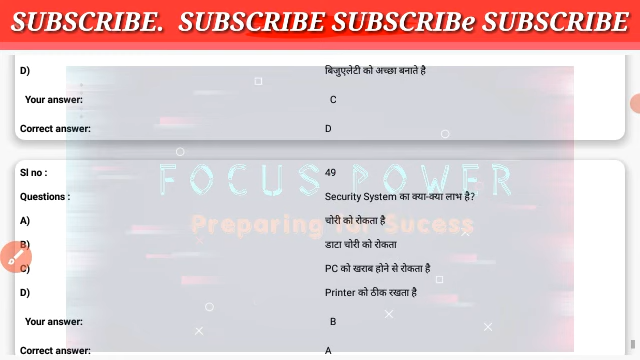 SUBSCRIBE. SUBSCRIBE SUBSCRIBe SUBSCRIBE
D) बिजुएलेटी को अच्छा बनाते है
Your answer: C
Correct answer: D
Sl no : 49
FOCUS POWER
Questions : Security System का क्या-क्या लाभ है?
A) चोरी को रोकता है
Preparing for Sucess
B) डाटा चोरी को रोकता
C) PC को खराब होने से रोकता है
D) Printer को ठीक रखता है
Your answer: B
Correct answer: A